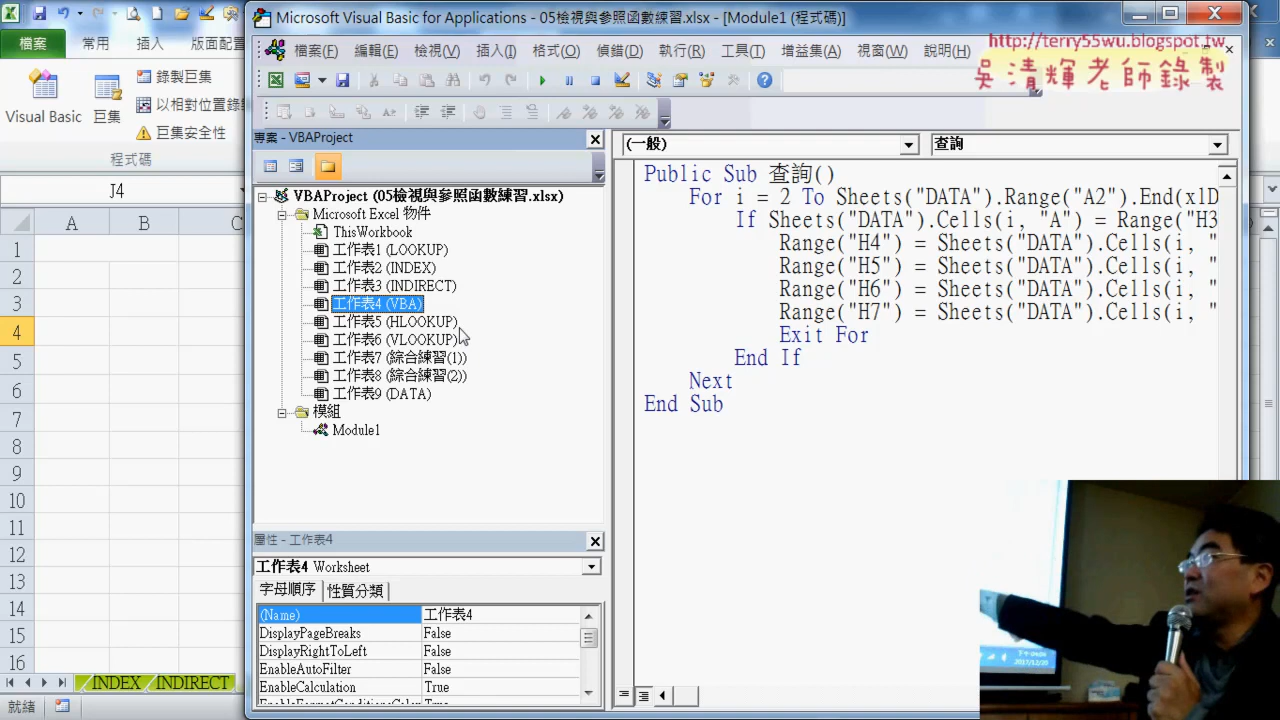 Microsoft Visual Basic for Applications - 05檢視與參照函數練習.xlsx - [Module1 (程式碼)]
http://terry55wu.blogspot.tw
吳清輝老師錄製
檔案 常用 插入 版面配置
檔案(F) 編輯(E) 檢視(V) 插入(I) 格式(O) 偵錯(D) 執行(R) 工具(T) 增益集(A) 視窗(W) 說明(H)
Visual Basic 巨集
錄製巨集
以相對位置錄
巨集安全性
程式碼
J4
A B C
1
2
3
4
5
6
7
8
9
10
11
12
13
14
15
16
INDEX INDIRECT
就緒
專案 - VBAProject
VBAProject (05檢視與參照函數練習.xlsx)
Microsoft Excel 物件
ThisWorkbook
工作表1 (LOOKUP)
工作表2 (INDEX)
工作表3 (INDIRECT)
工作表4 (VBA)
工作表5 (HLOOKUP)
工作表6 (VLOOKUP)
工作表7 (綜合練習(1))
工作表8 (綜合練習(2))
工作表9 (DATA)
模組
Module1
屬性 - 工作表4
工作表4 Worksheet
字母順序 性質分類
(Name) 工作表4
DisplayPageBreaks False
DisplayRightToLeft False
EnableAutoFilter False
EnableCalculation True
(一般) 查詢
Public Sub 查詢()
For i = 2 To Sheets("DATA").Range("A2").End(xlD
If Sheets("DATA").Cells(i, "A") = Range("H3
Range("H4") = Sheets("DATA").Cells(i, "
Range("H5") = Sheets("DATA").Cells(i, "
Range("H6") = Sheets("DATA").Cells(i, "
Range("H7") = Sheets("DATA").Cells(i, "
Exit For
End If
Next
End Sub
2017/12/20